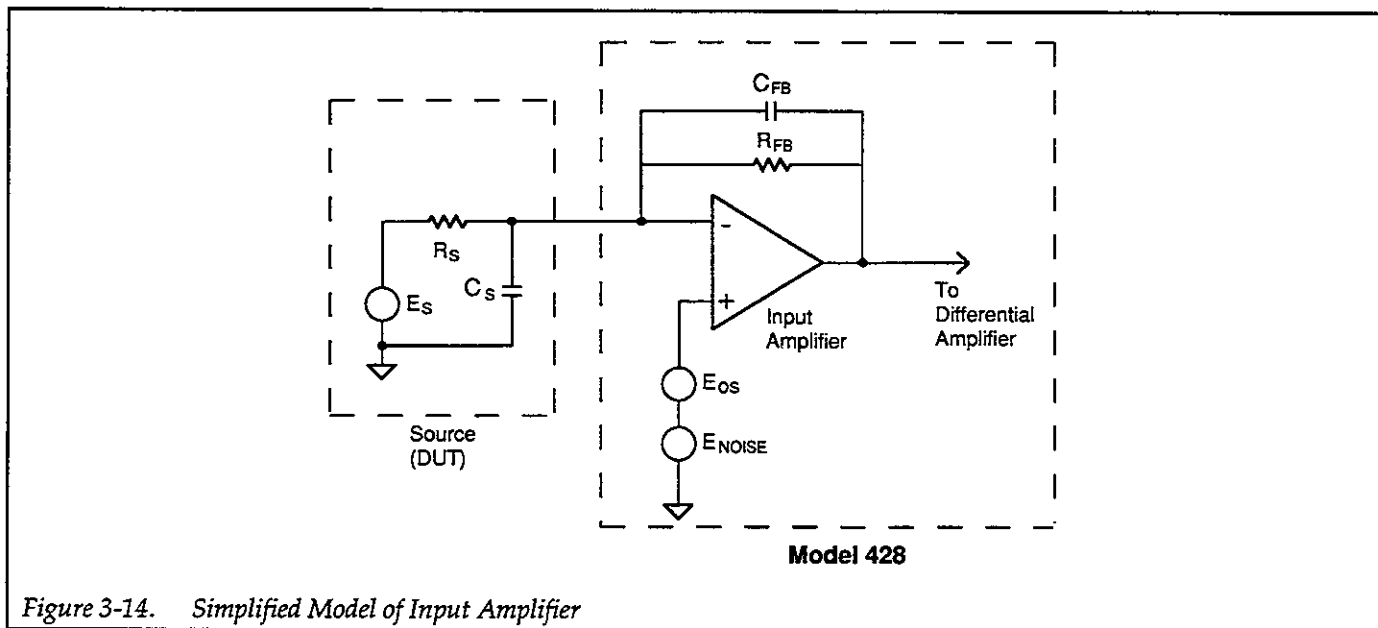 C_FB
R_FB
R_S
C_S
E_S
-
+
Input
Amplifier
To
Differential
Amplifier
E_OS
E_NOISE
Source
(DUT)
Model 428
Figure 3-14. Simplified Model of Input Amplifier